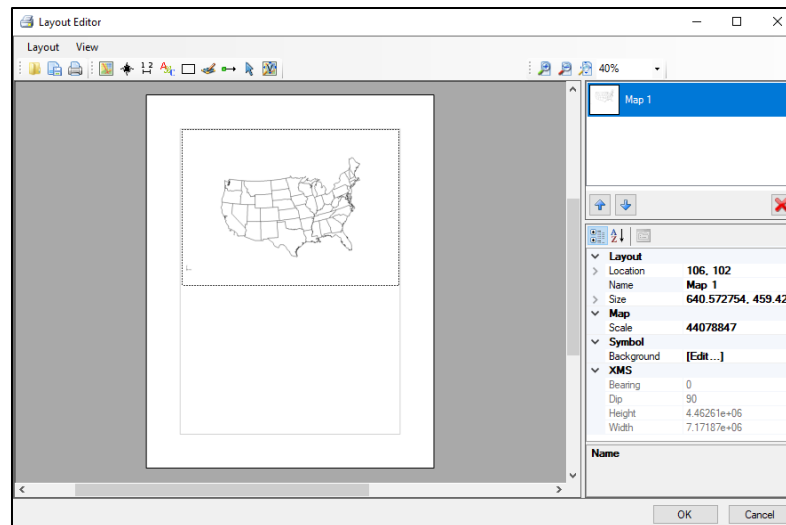 Layout Editor
Layout View
40%
Map 1
Layout
Location 106, 102
Name Map 1
Size 640.572754, 459.42
Map
Scale 44078847
Symbol
Background [Edit...]
XMS
Bearing 0
Dip 90
Height 4.46261e+06
Width 7.17187e+06
Name
OK Cancel